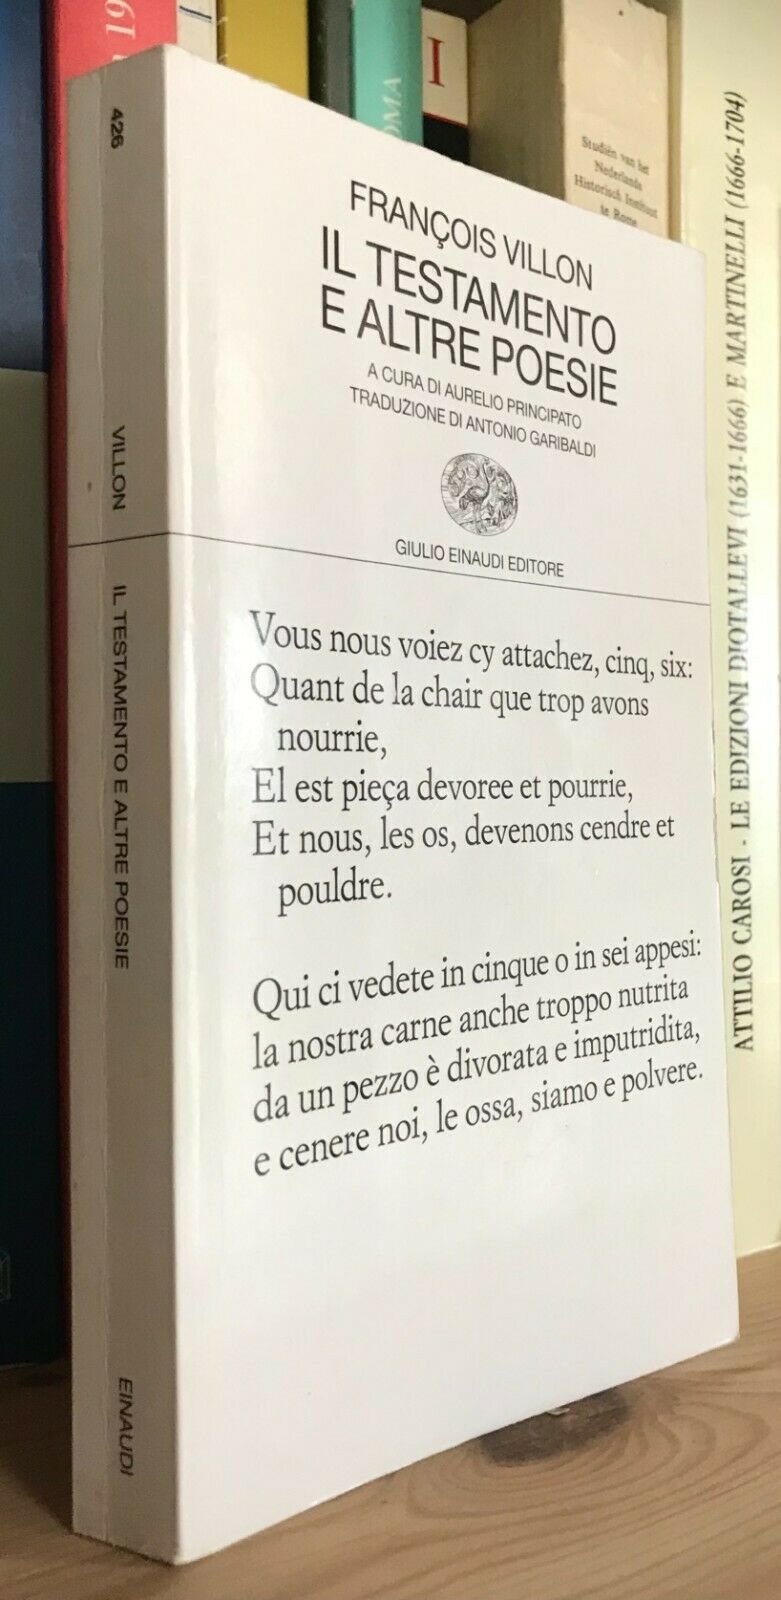 FRANÇOIS VILLON
IL TESTAMENTO
E ALTRE POESIE
A CURA DI AURELIO PRINCIPATO
TRADUZIONE DI ANTONIO GARIBALDI
GIULIO EINAUDI EDITORE
Vous nous voiez cy attachez, cinq, six:
Quant de la chair que trop avons
nourrie,
El est pieça devoree et pourrie,
Et nous, les os, devenons cendre et
pouldre.
Qui ci vedete in cinque o in sei appesi:
la nostra carne anche troppo nutrita
da un pezzo è divorata e imputridita,
e cenere noi, le ossa, siamo e polvere.
426
VILLON
IL TESTAMENTO E ALTRE POESIE
EINAUDI
I
Studiën van het
Nederlands
Historisch Instituut
te Rome
ATTILIO CAROSI - LE EDIZIONI DIOTALLEVI (1631-1666) E MARTINELLI (1666-1704)